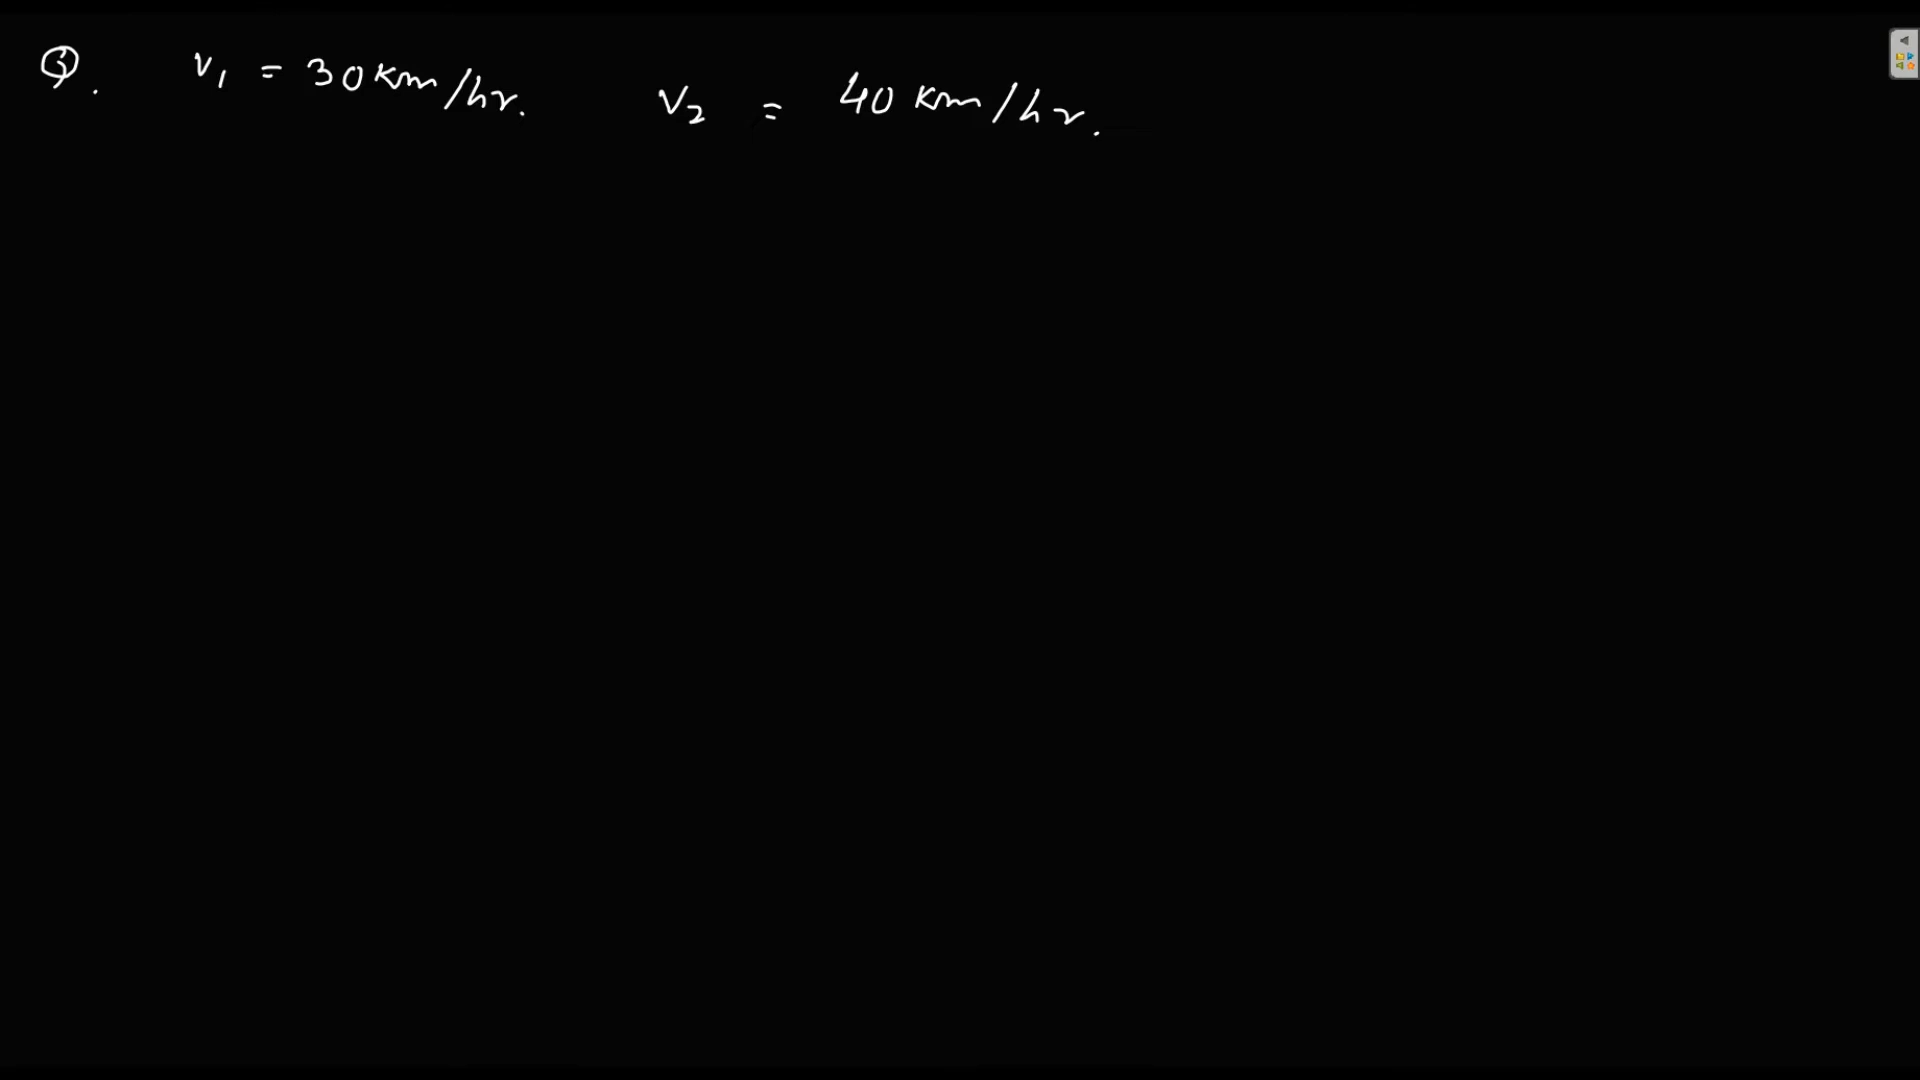 Q. v₁ = 30 km/hr. v₂ = 40 km/hr.